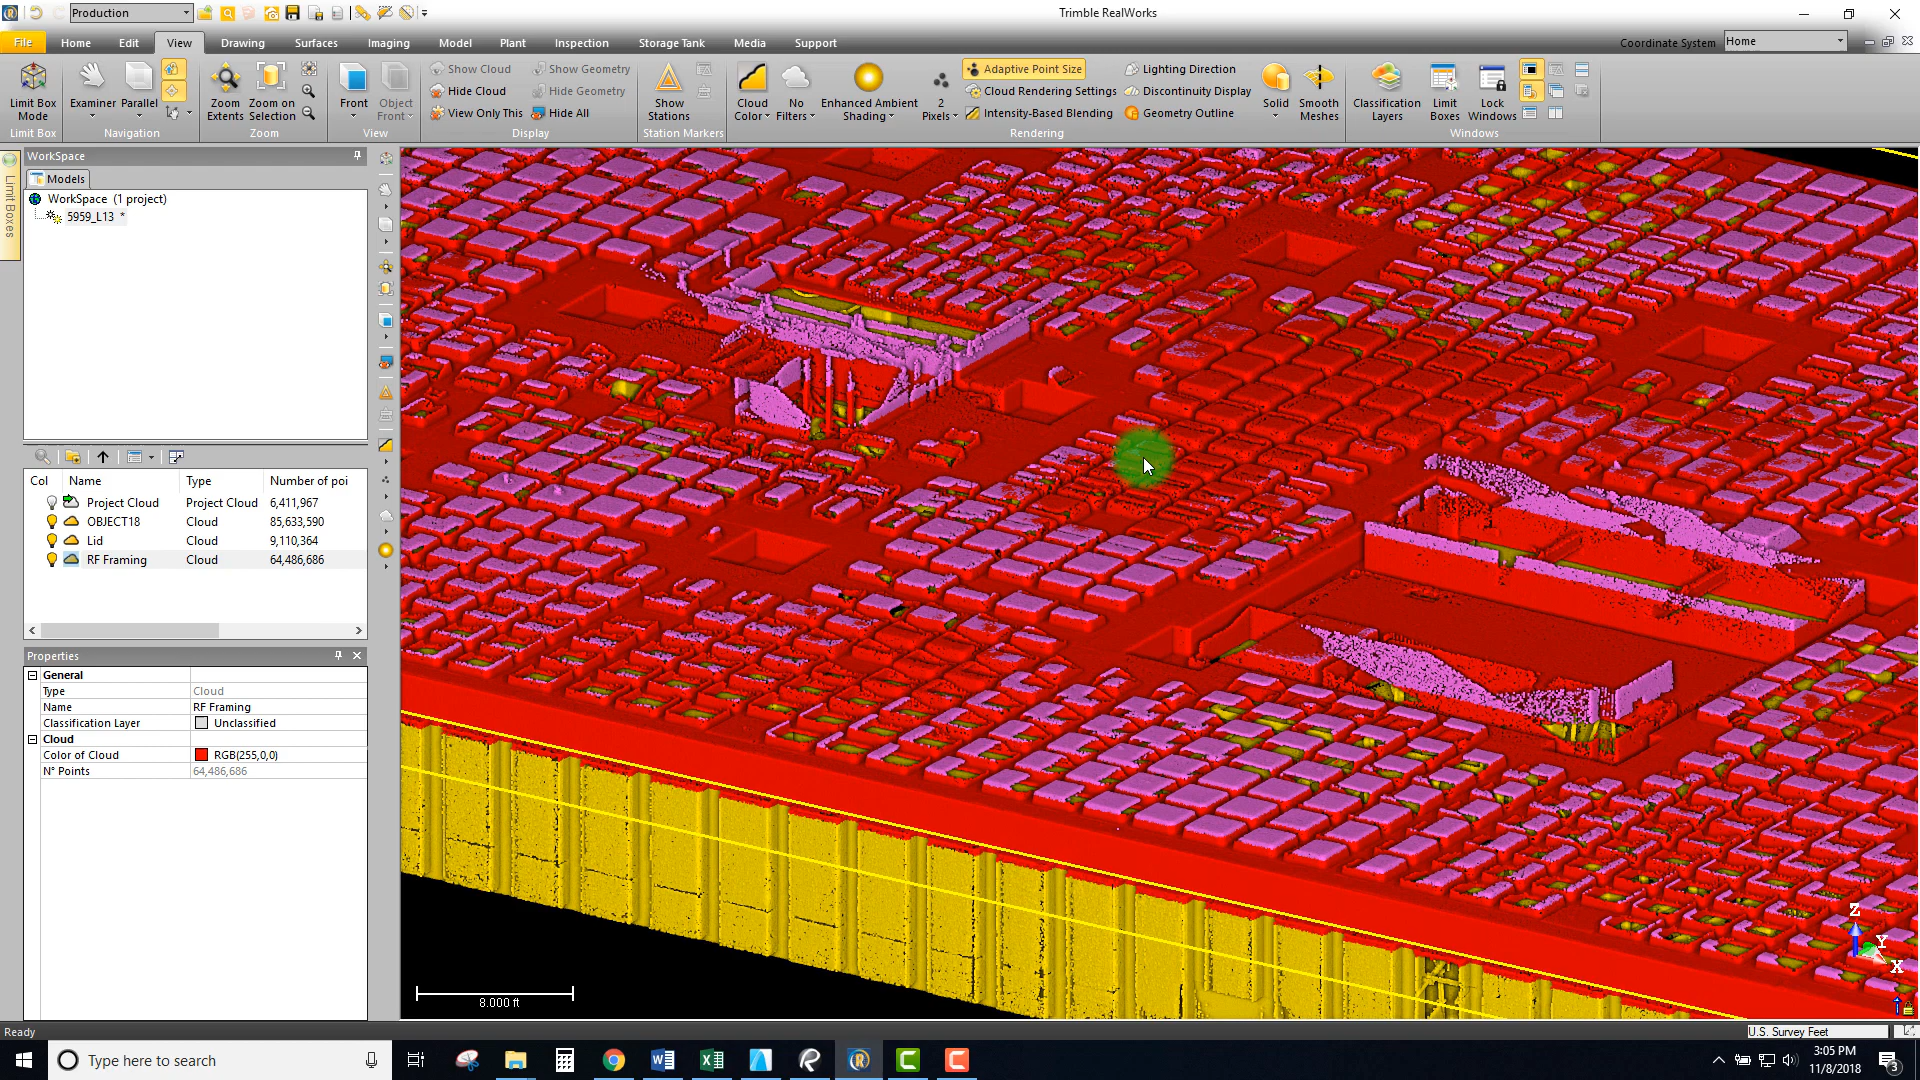 Production
Trimble RealWorks
File
Home
Edit
View
Drawing
Surfaces
Imaging
Model
Plant
Inspection
Storage Tank
Media
Support
Coordinate System
Home
Limit Box Mode
Examiner
Parallel
Zoom Extents
Zoom on Selection
Front
Object Front
Show Cloud
Hide Cloud
View Only This
Show Geometry
Hide Geometry
Hide All
Show Stations
Cloud Color
No Filters
Enhanced Ambient Shading
2 Pixels
Adaptive Point Size
Cloud Rendering Settings
Intensity-Based Blending
Lighting Direction
Discontinuity Display
Geometry Outline
Solid
Smooth Meshes
Classification Layers
Limit Boxes
Lock Windows
Limit Box
Navigation
Zoom
View
Display
Station Markers
Rendering
Windows
Limit Boxes
WorkSpace
Models
WorkSpace (1 project)
5959_L13 *
Col Name Type Number of poi
Project Cloud Project Cloud 6,411,967
OBJECT18 Cloud 85,633,590
Lid Cloud 9,110,364
RF Framing Cloud 64,486,686
Properties
General
Type Cloud
Name RF Framing
Classification Layer Unclassified
Cloud
Color of Cloud RGB(255,0,0)
N° Points 64,486,686
8.000 ft
Z
Y
X
Ready
U.S. Survey Feet
Type here to search
3:05 PM
11/8/2018
3